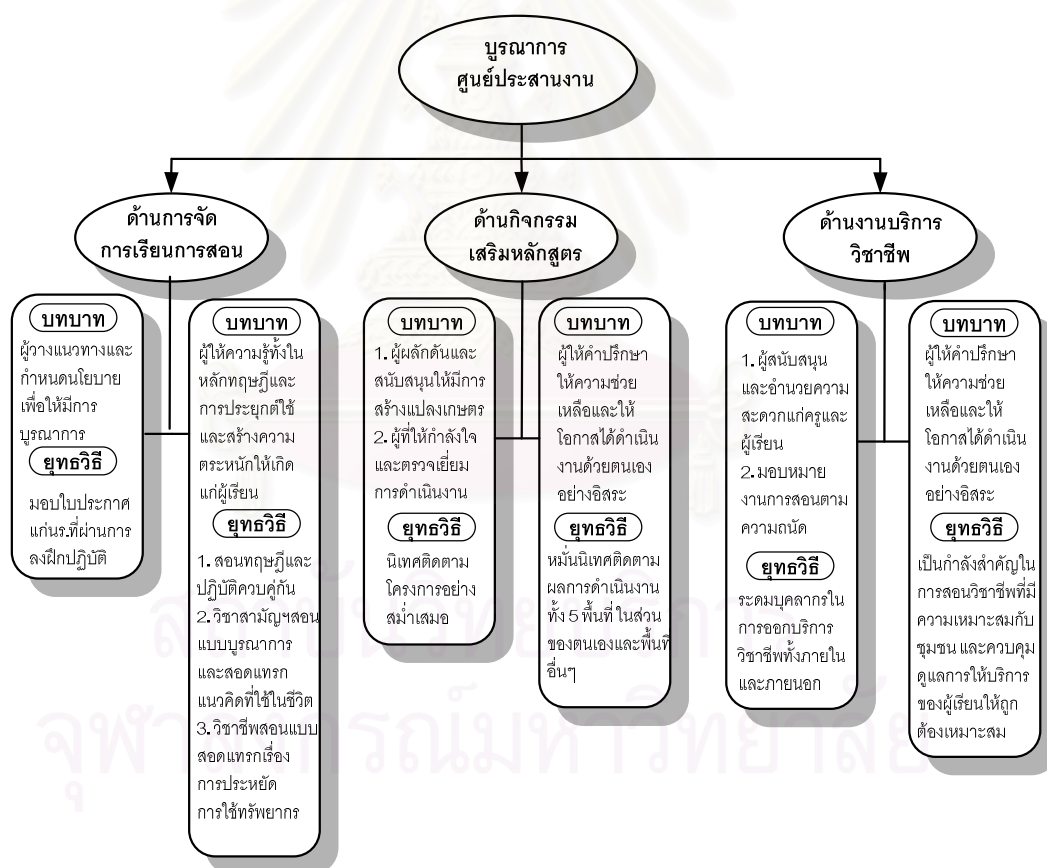 บูรณาการ
ศูนย์ประสานงาน
ด้านการจัด
การเรียนการสอน
บทบาท
ผู้วางแนวทางและ
กำหนดนโยบาย
เพื่อให้มีการ
บูรณาการ
ยุทธวิธี
มอบใบประกาศ
แก่นร.ที่ผ่านการ
ลงฝึกปฏิบัติ
บทบาท
ผู้ให้ความรู้ทั้งใน
หลักทฤษฎีและ
การประยุกต์ใช้
และสร้างความ
ตระหนักให้เกิด
แก่ผู้เรียน
ยุทธวิธี
1. สอนทฤษฎีและ
ปฏิบัติควบคู่กัน
2. วิชาสามัญฯสอน
แบบบูรณาการ
และสอดแทรก
แนวคิดที่ใช้ในชีวิต
3. วิชาชีพสอนแบบ
สอดแทรกเรื่อง
การประหยัด
การใช้ทรัพยากร
ด้านกิจกรรม
เสริมหลักสูตร
บทบาท
1. ผู้ผลักดันและ
สนับสนุนให้มีการ
สร้างแปลงเกษตร
2. ผู้ที่ให้กำลังใจ
และตรวจเยี่ยม
การดำเนินงาน
ยุทธวิธี
นิเทศติดตาม
โครงการอย่าง
สม่ำเสมอ
บทบาท
ผู้ให้คำปรึกษา
ให้ความช่วย
เหลือและให้
โอกาสได้ดำเนิน
งานด้วยตนเอง
อย่างอิสระ
ยุทธวิธี
หมั่นนิเทศติดตาม
ผลการดำเนินงาน
ทั้ง 5 พื้นที่ ในส่วน
ของตนเองและพื้นที่
อื่นๆ
ด้านงานบริการ
วิชาชีพ
บทบาท
1. ผู้สนับสนุน
และอำนวยความ
สะดวกแก่ครูและ
ผู้เรียน
2. มอบหมาย
งานการสอนตาม
ความถนัด
ยุทธวิธี
ระดมบุคลากรใน
การออกบริการ
วิชาชีพทั้งภายใน
และภายนอก
บทบาท
ผู้ให้คำปรึกษา
ให้ความช่วย
เหลือและให้
โอกาสได้ดำเนิน
งานด้วยตนเอง
อย่างอิสระ
ยุทธวิธี
เป็นกำลังสำคัญใน
การสอนวิชาชีพที่มี
ความเหมาะสมกับ
ชุมชน และควบคุม
ดูแลการให้บริการ
ของผู้เรียนให้ถูก
ต้องเหมาะสม
สถาบันวิทยบริการ
จุฬาลงกรณ์มหาวิทยาลัย